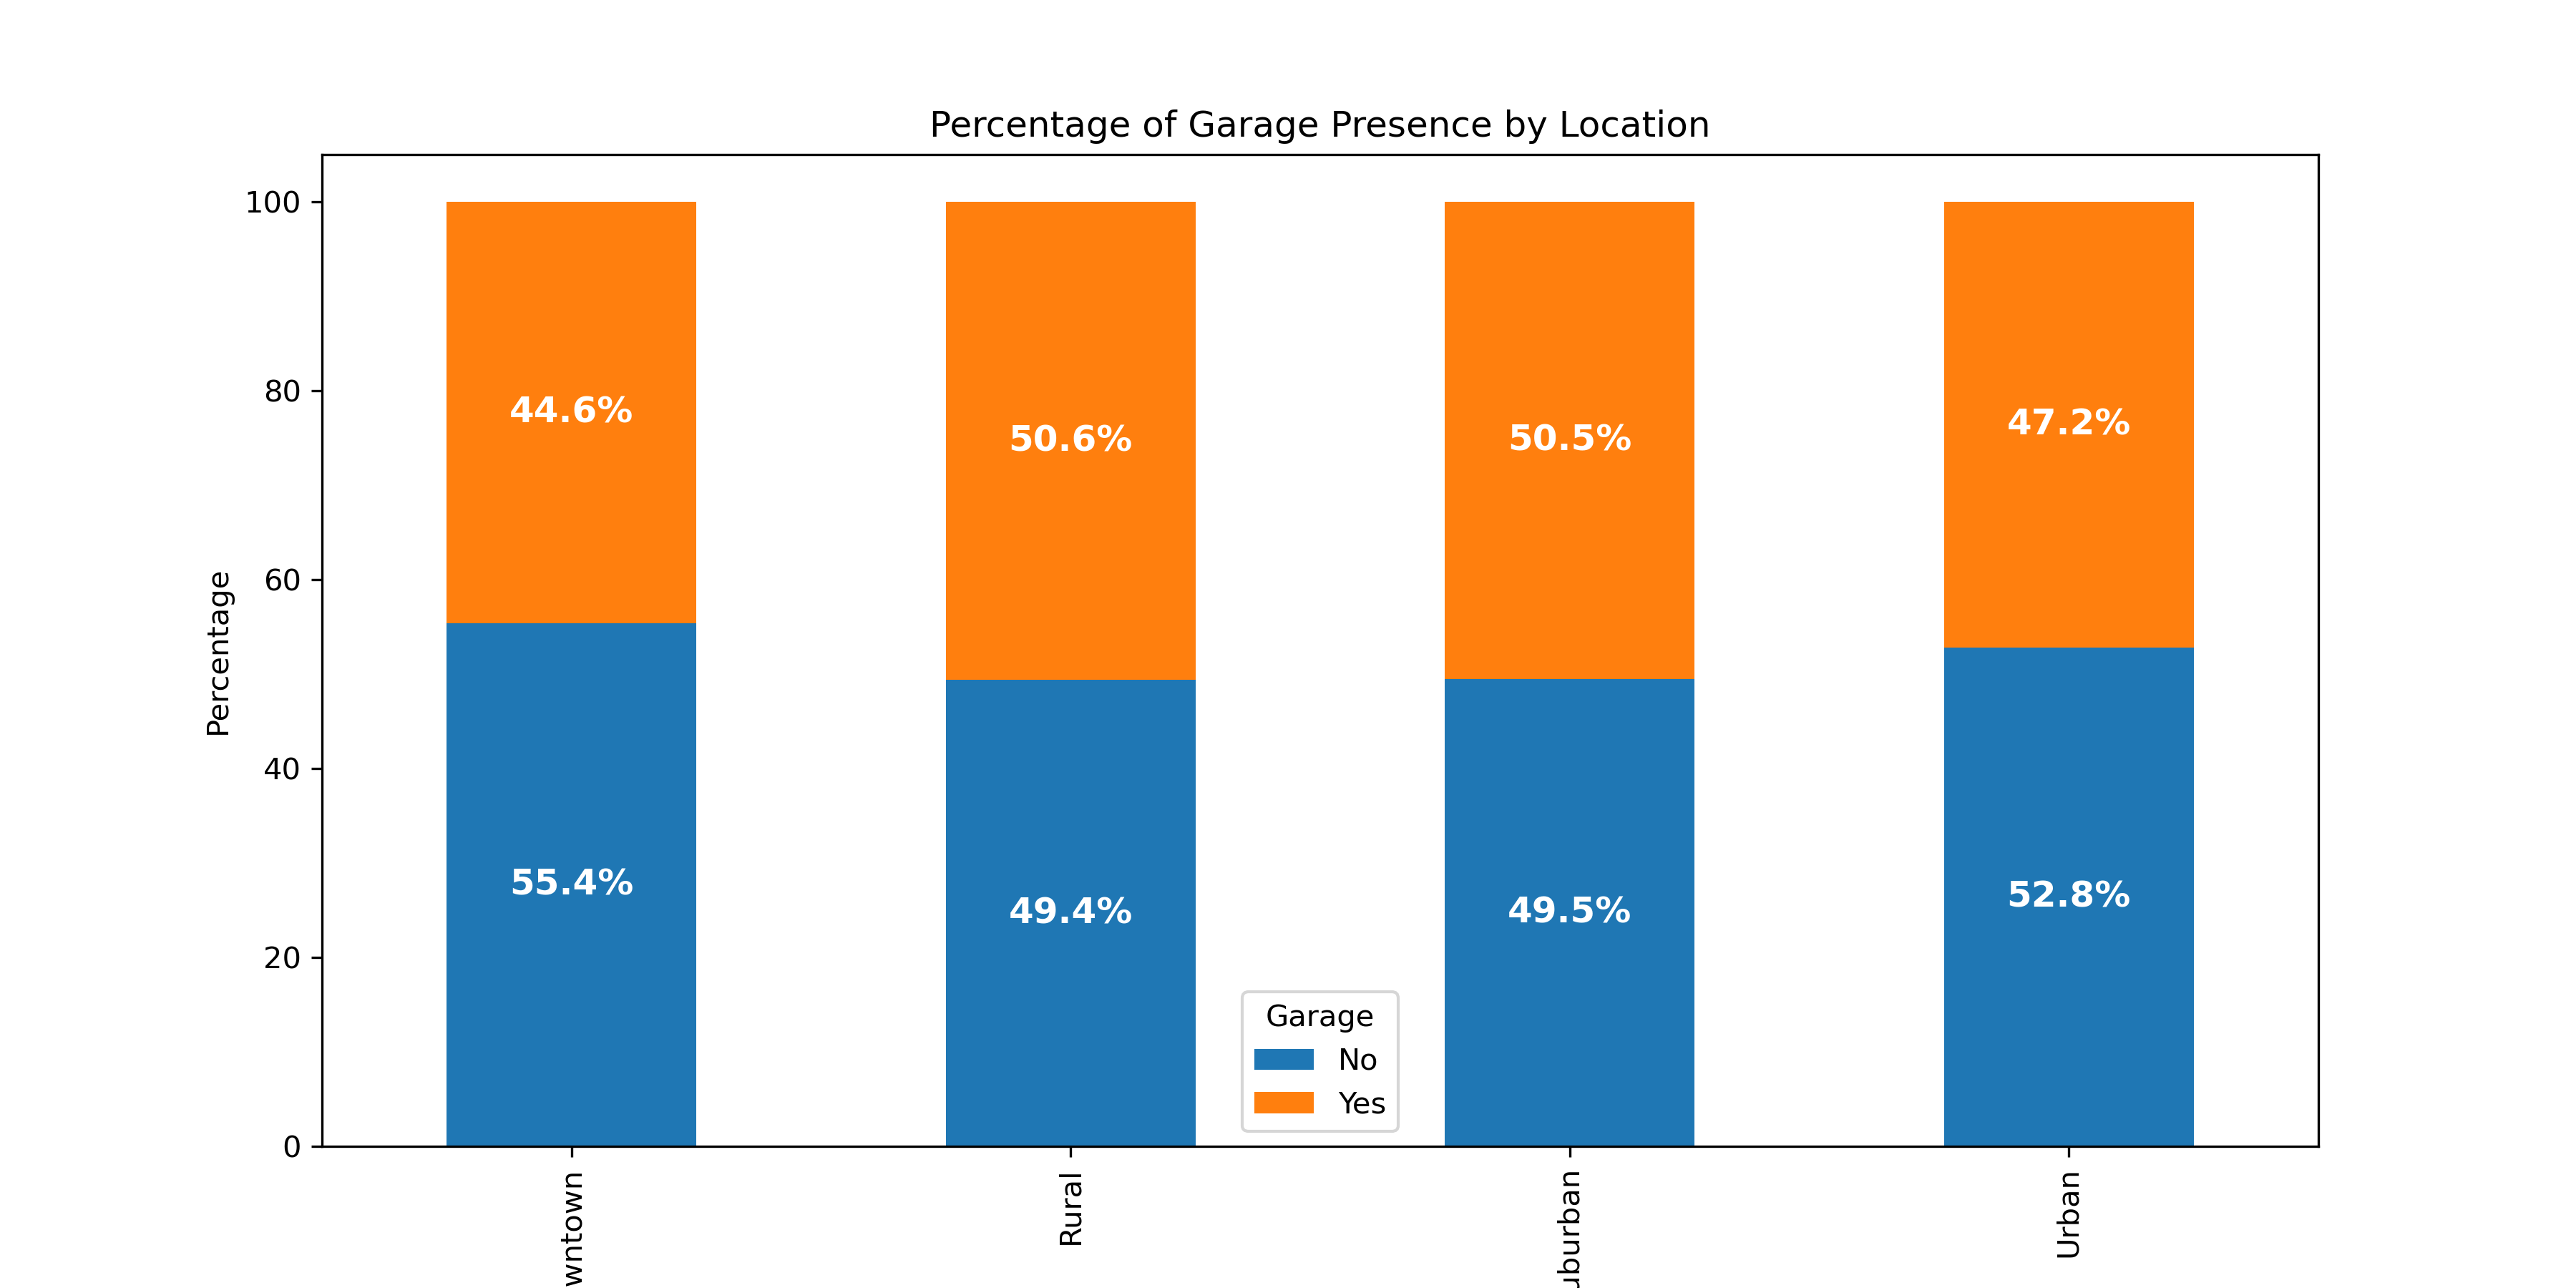 Percentage of Garage Presence by Location
Percentage
100
80
60
40
20
0
44.6%
50.6%
50.5%
47.2%
55.4%
49.4%
49.5%
52.8%
Garage
No
Yes
wntown
Rural
uburban
Urban